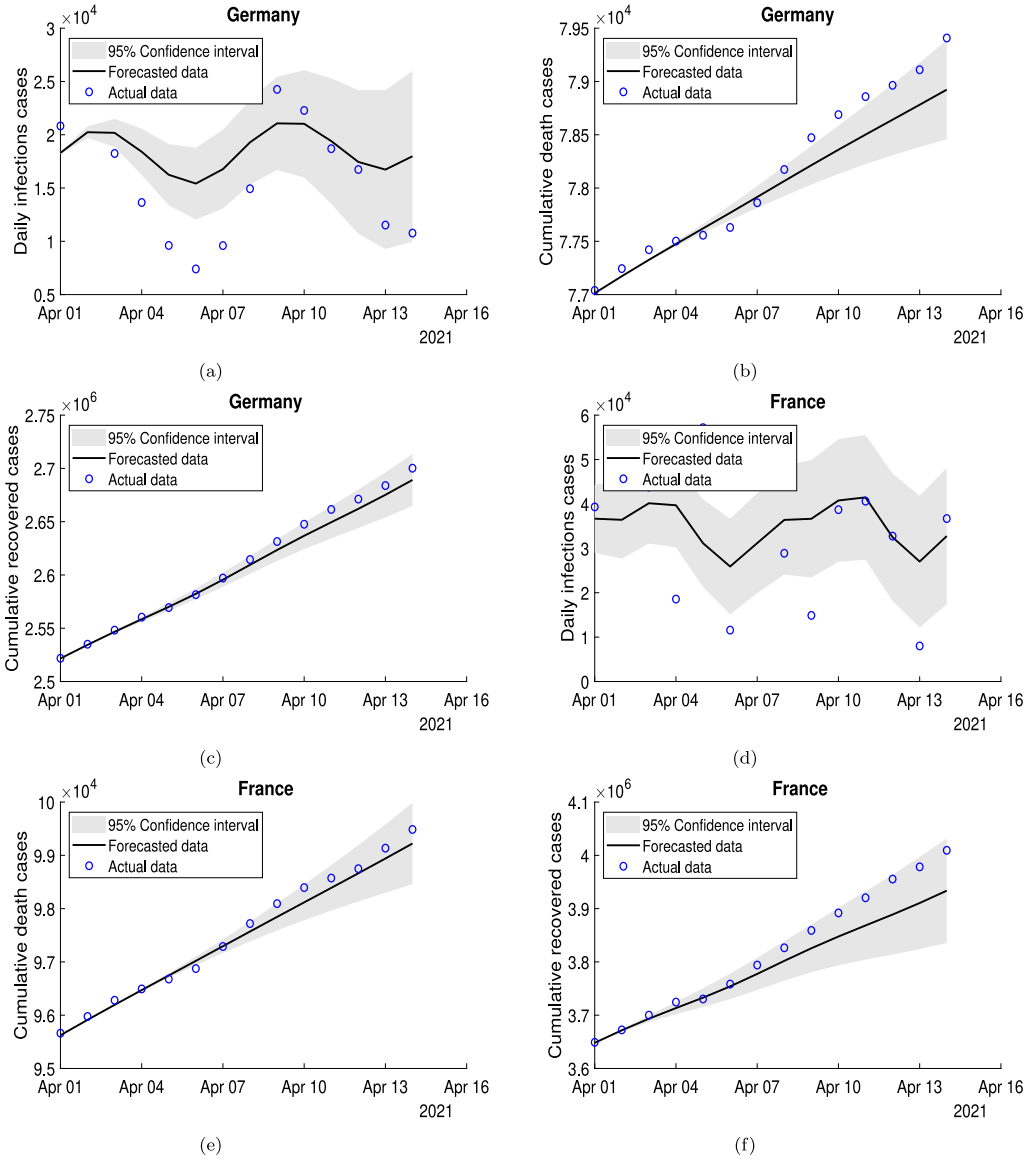 Germany
×10^4
3
2.5
2
1.5
1
0.5
Daily infections cases
95% Confidence interval
Forecasted data
Actual data
Apr 01 Apr 04 Apr 07 Apr 10 Apr 13 Apr 16
2021
(a)
Germany
×10^4
7.95
7.9
7.85
7.8
7.75
7.7
Cumulative death cases
95% Confidence interval
Forecasted data
Actual data
Apr 01 Apr 04 Apr 07 Apr 10 Apr 13 Apr 16
2021
(b)
Germany
×10^6
2.75
2.7
2.65
2.6
2.55
2.5
Cumulative recovered cases
95% Confidence interval
Forecasted data
Actual data
Apr 01 Apr 04 Apr 07 Apr 10 Apr 13 Apr 16
2021
(c)
France
×10^4
6
5
4
3
2
1
0
Daily infections cases
95% Confidence interval
Forecasted data
Actual data
Apr 01 Apr 04 Apr 07 Apr 10 Apr 13 Apr 16
2021
(d)
France
×10^4
10
9.9
9.8
9.7
9.6
9.5
Cumulative death cases
95% Confidence interval
Forecasted data
Actual data
Apr 01 Apr 04 Apr 07 Apr 10 Apr 13 Apr 16
2021
(e)
France
×10^6
4.1
4
3.9
3.8
3.7
3.6
Cumulative recovered cases
95% Confidence interval
Forecasted data
Actual data
Apr 01 Apr 04 Apr 07 Apr 10 Apr 13 Apr 16
2021
(f)